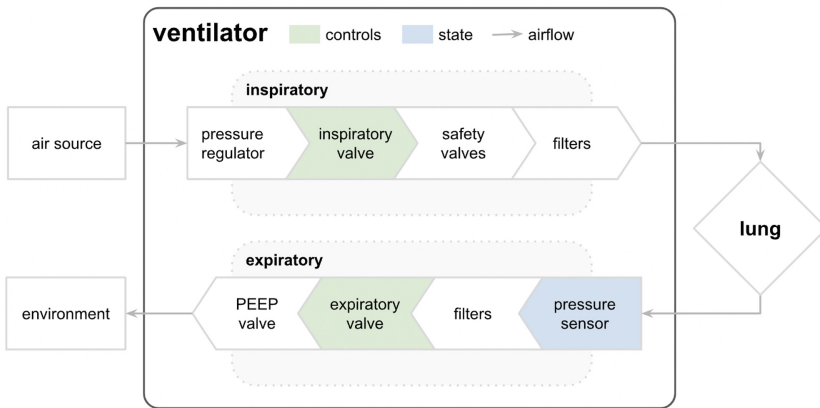 ventilator
controls
state
airflow
inspiratory
air source
pressure
regulator
inspiratory
valve
safety
valves
filters
lung
expiratory
environment
PEEP
valve
expiratory
valve
filters
pressure
sensor